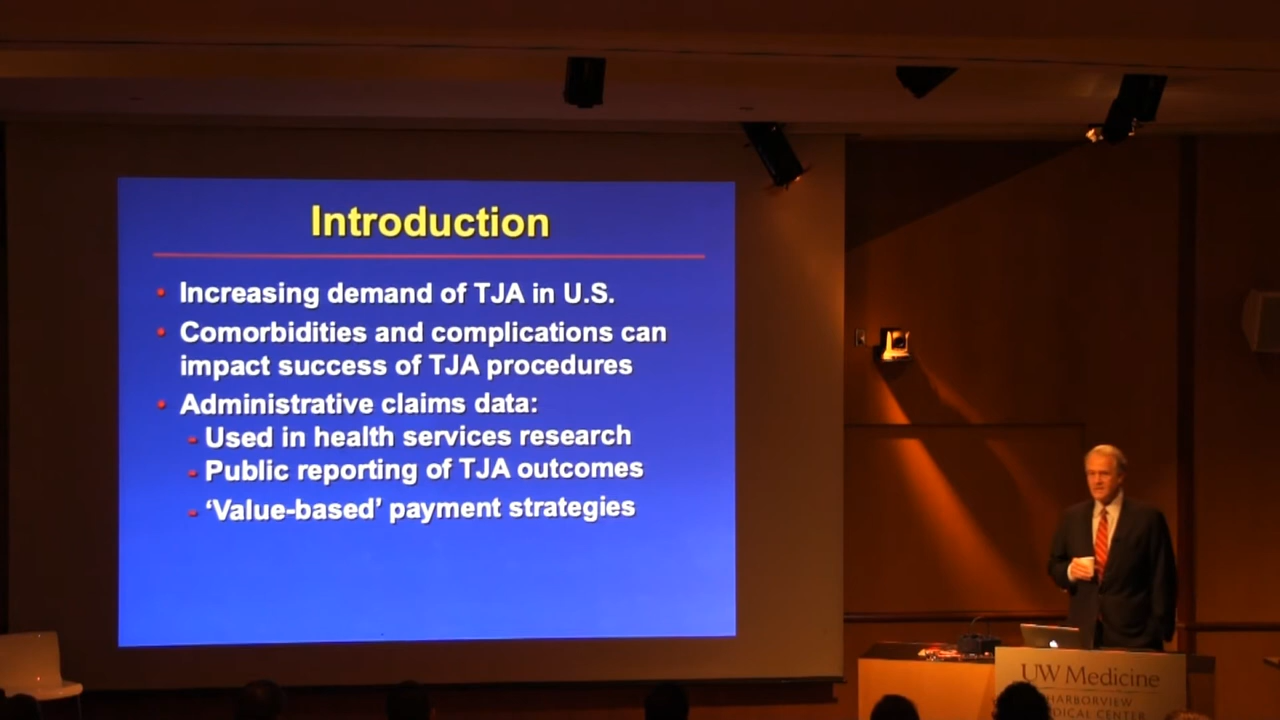 Introduction
• Increasing demand of TJA in U.S.
• Comorbidities and complications can
impact success of TJA procedures
• Administrative claims data:
- Used in health services research
- Public reporting of TJA outcomes
- ‘Value-based’ payment strategies
UW Medicine
HARBORVIEW
CENTER